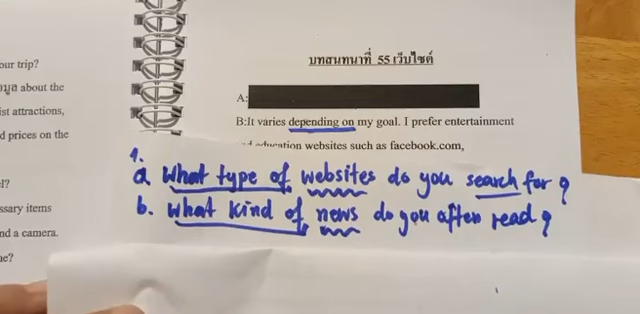 our trip?
มูล about the
ist attractions,
d prices on the
l?
ssary items
nd a camera.
ne?
บทสนทนาที่ 55 เว็บไซต์
A:
B:It varies depending on my goal. I prefer entertainment
education websites such as facebook.com,
1.
a. What type of websites do you search for?
b. What kind of news do you often read?